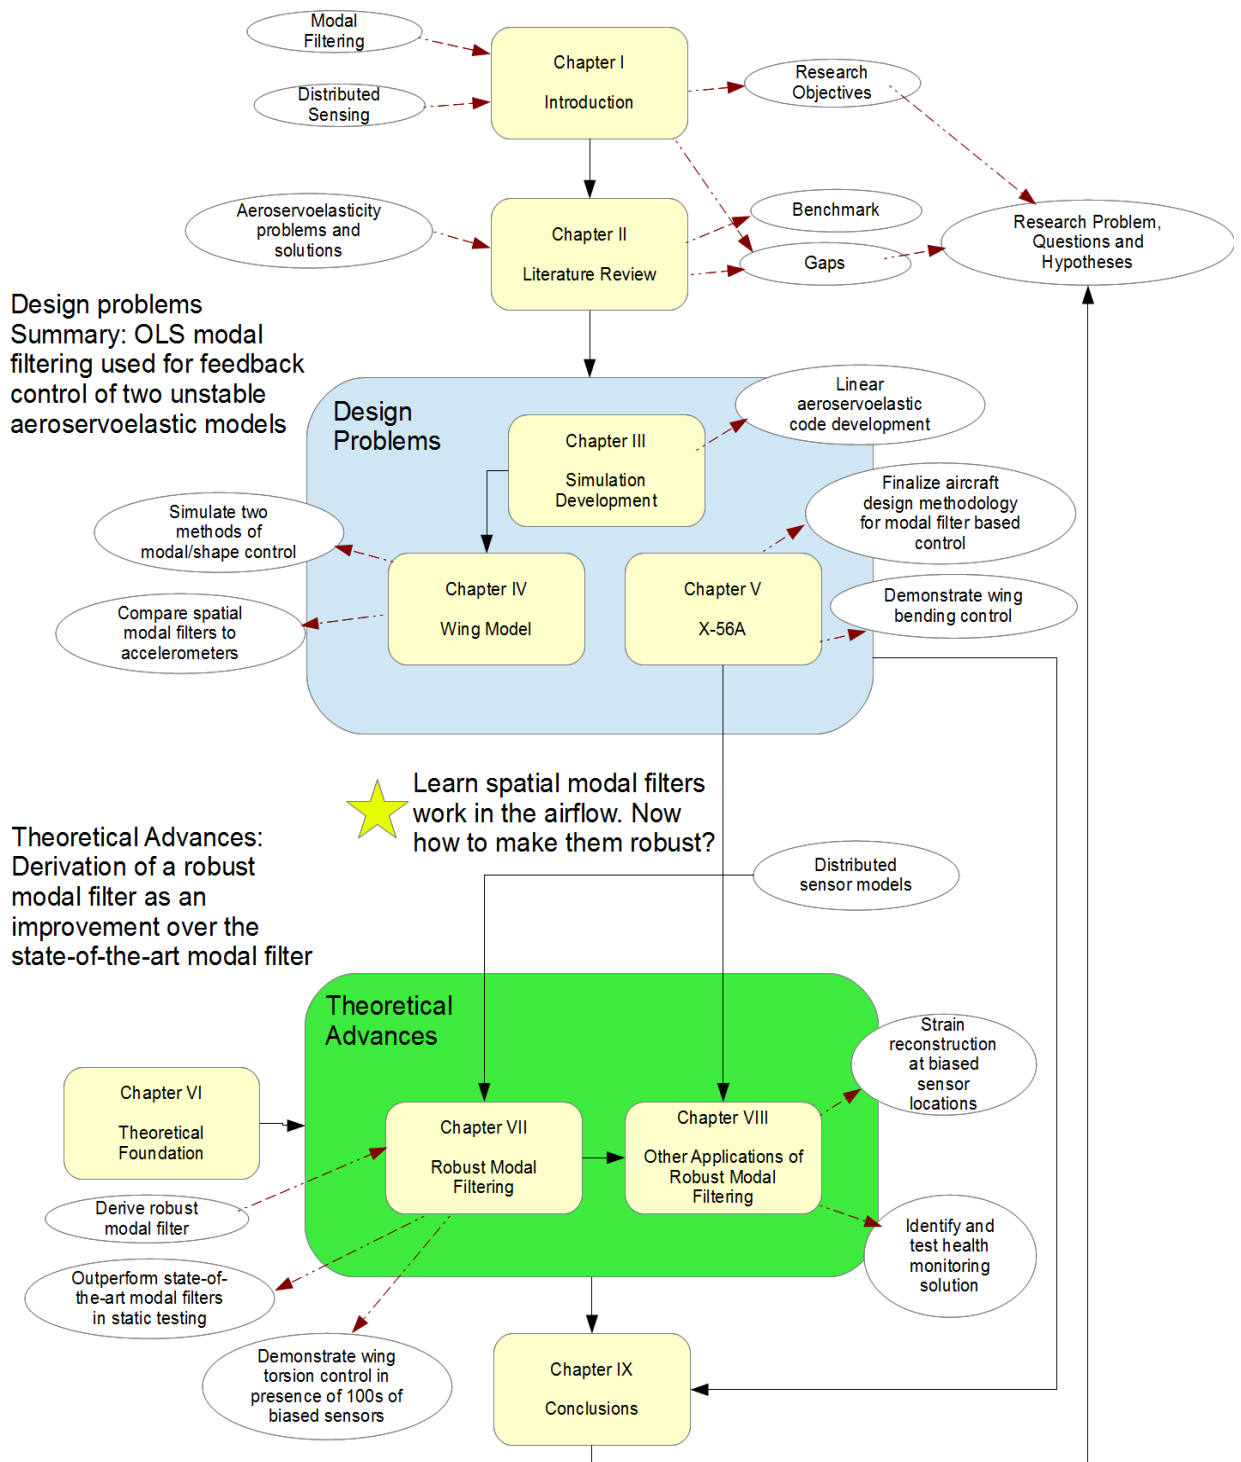 Modal
Filtering
Chapter I
Introduction
Research
Objectives
Distributed
Sensing
Aeroservoelasticity
problems and
solutions
Chapter II
Literature Review
Benchmark
Gaps
Research Problem,
Questions and
Hypotheses
Design problems
Summary: OLS modal
filtering used for feedback
control of two unstable
aeroservoelastic models
Design
Problems
Chapter III
Simulation
Development
Linear
aeroservoelastic
code development
Simulate two
methods of
modal/shape control
Finalize aircraft
design methodology
for modal filter based
control
Compare spatial
modal filters to
accelerometers
Chapter IV
Wing Model
Chapter V
X-56A
Demonstrate wing
bending control
Learn spatial modal filters
work in the airflow. Now
how to make them robust?
Theoretical Advances:
Derivation of a robust
modal filter as an
improvement over the
state-of-the-art modal filter
Distributed
sensor models
Theoretical
Advances
Strain
reconstruction
at biased
sensor
locations
Chapter VI
Theoretical
Foundation
Chapter VII
Robust Modal
Filtering
Chapter VIII
Other Applications of
Robust Modal
Filtering
Derive robust
modal filter
Identify and
test health
monitoring
solution
Outperform state-of-
the-art modal filters
in static testing
Demonstrate wing
torsion control in
presence of 100s of
biased sensors
Chapter IX
Conclusions